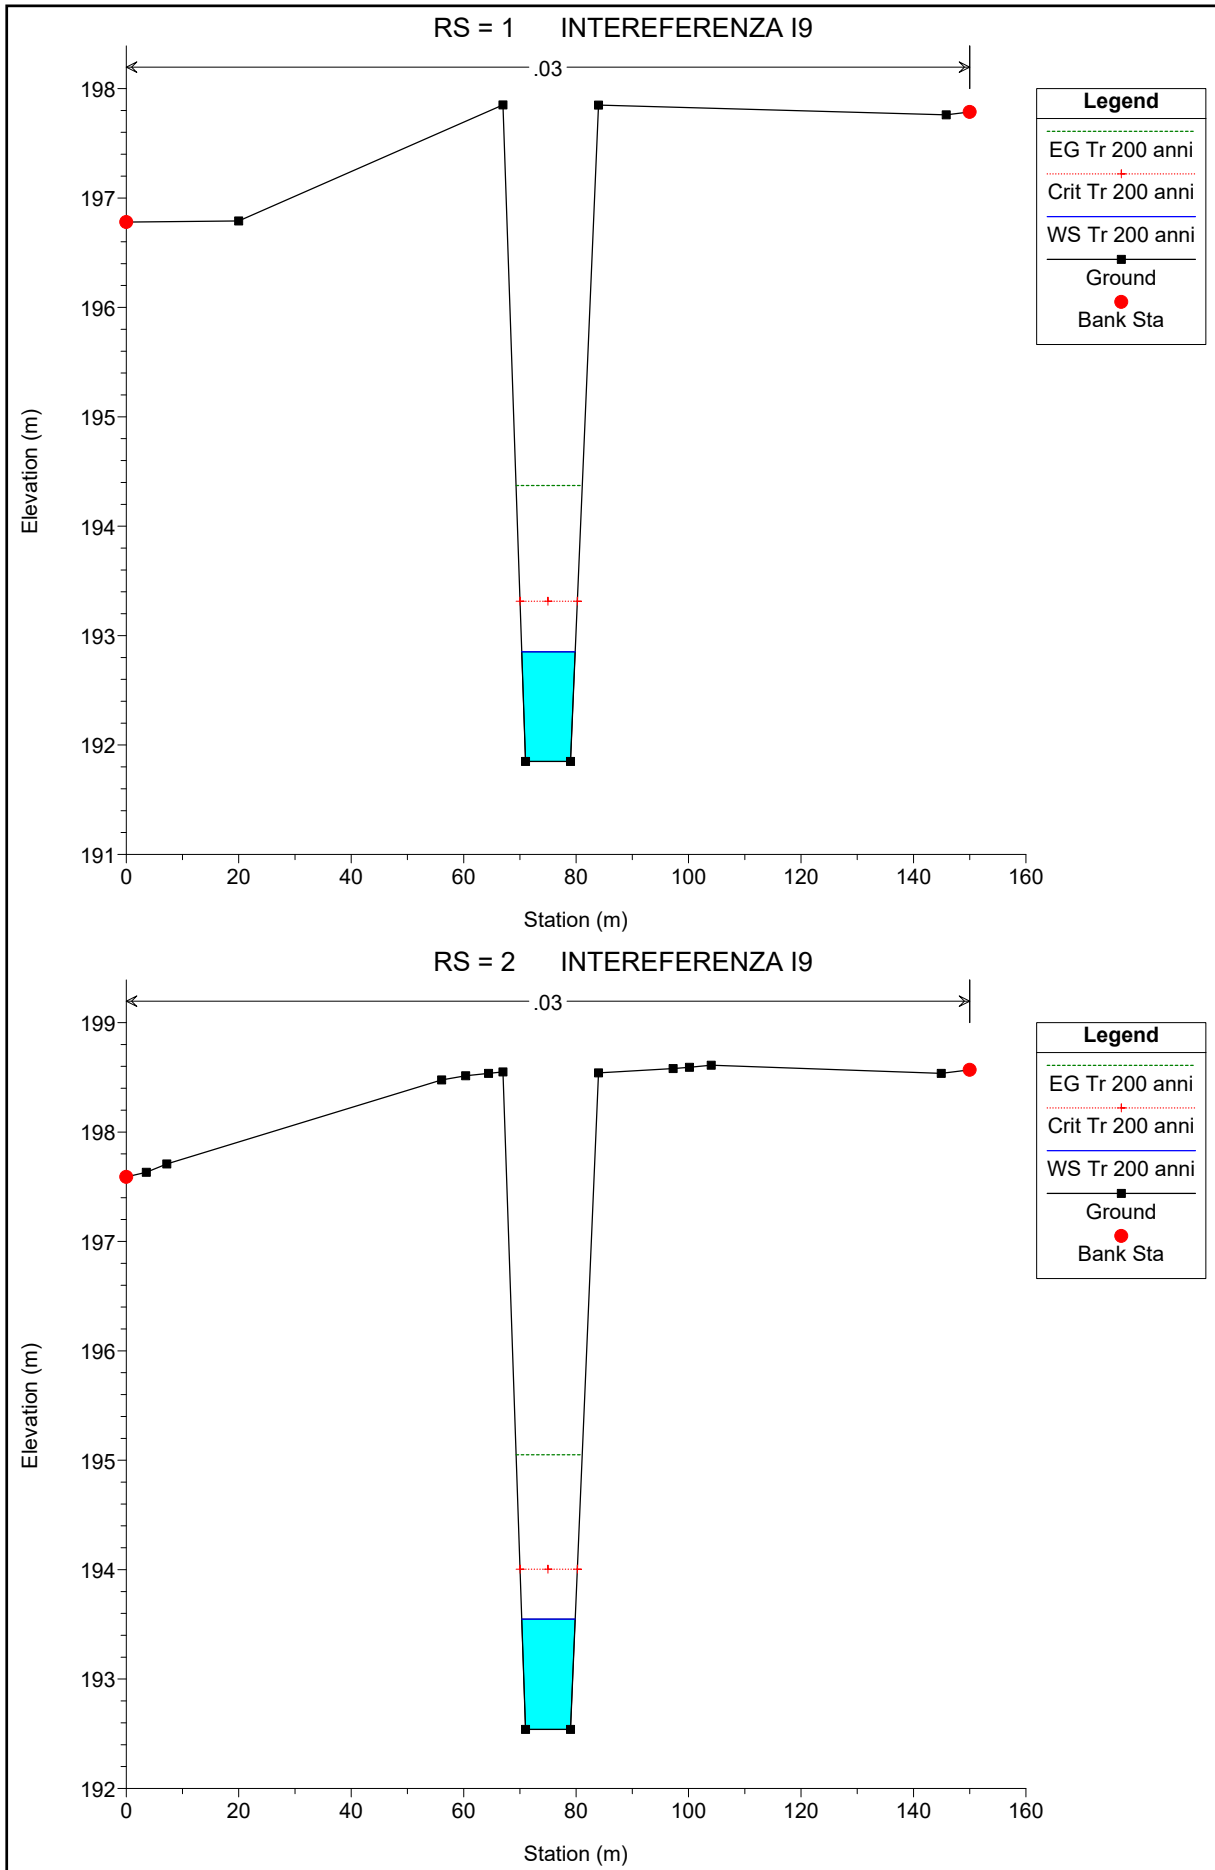 RS = 1 INTEREFERENZA I9
.03
198
197
196
195
194
193
192
191
Elevation (m)
0 20 40 60 80 100 120 140 160
Station (m)
Legend
EG Tr 200 anni
Crit Tr 200 anni
WS Tr 200 anni
Ground
Bank Sta
RS = 2 INTEREFERENZA I9
.03
199
198
197
196
195
194
193
192
Elevation (m)
0 20 40 60 80 100 120 140 160
Station (m)
Legend
EG Tr 200 anni
Crit Tr 200 anni
WS Tr 200 anni
Ground
Bank Sta